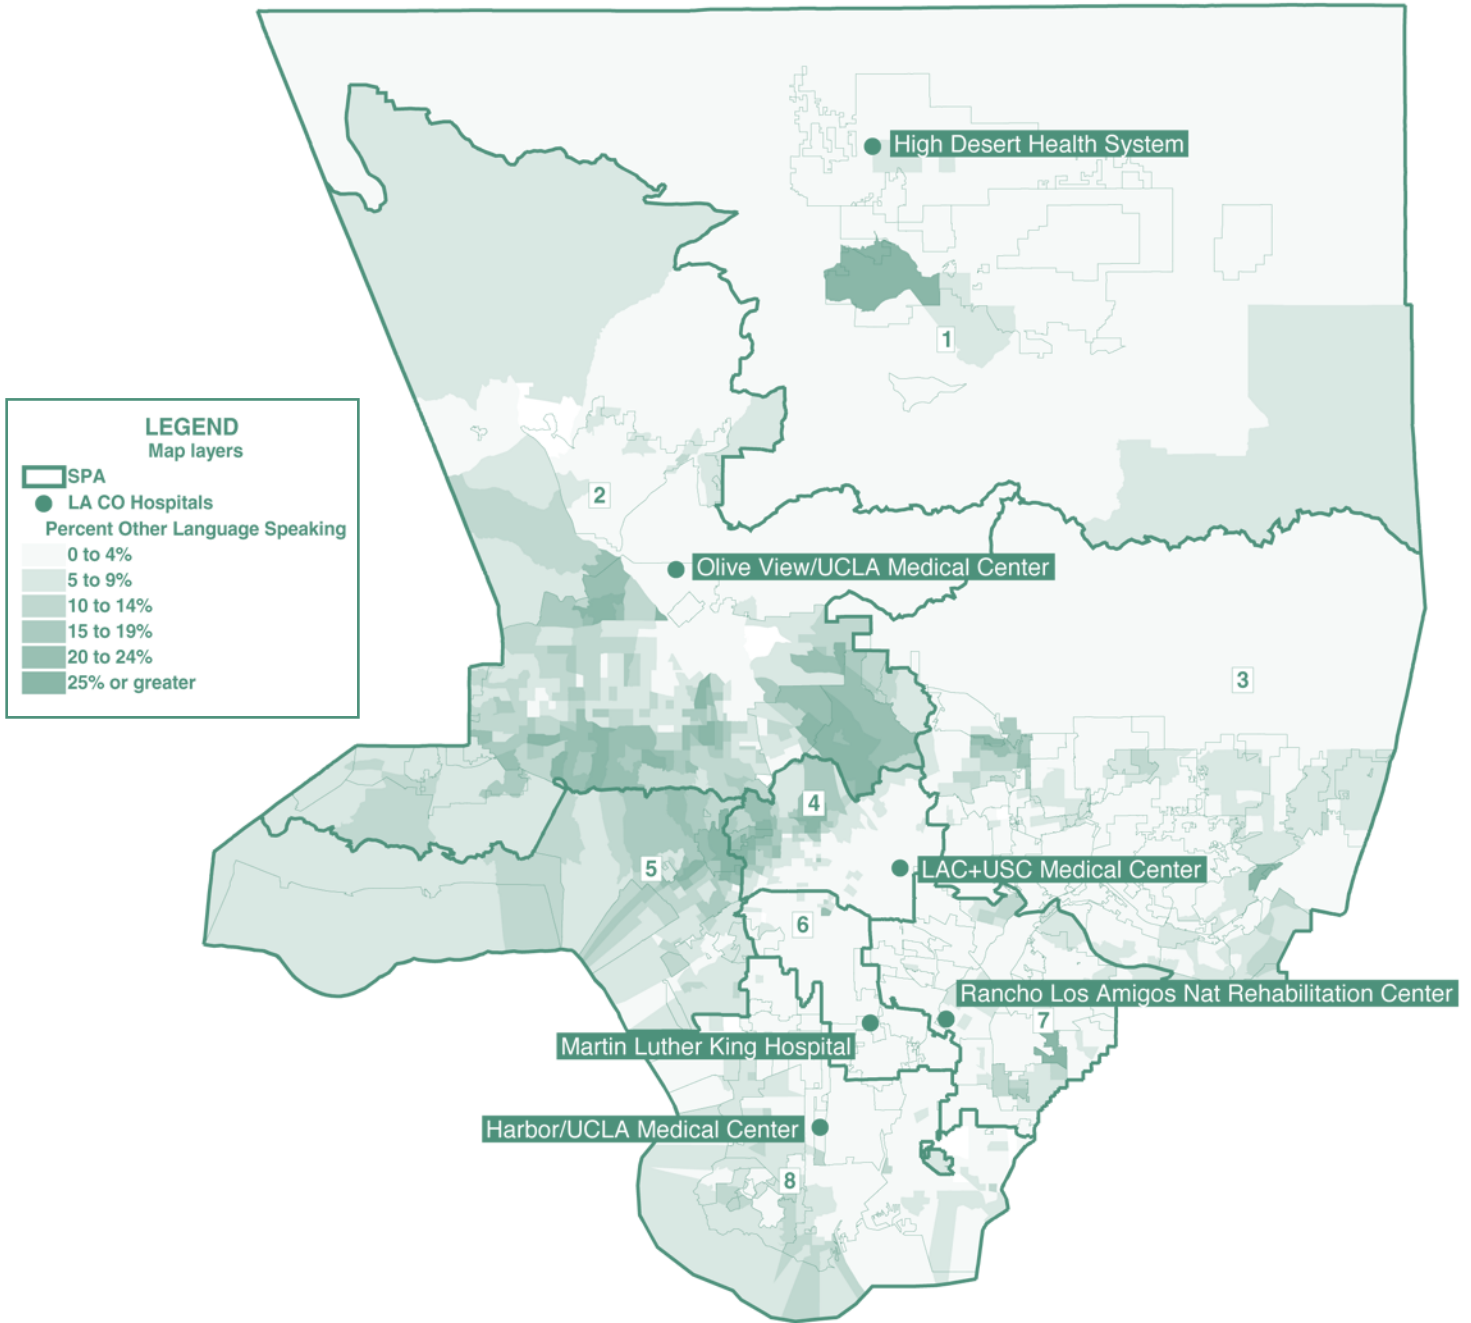 High Desert Health System
1
LEGEND
Map layers
SPA
LA CO Hospitals
Percent Other Language Speaking
0 to 4%
5 to 9%
10 to 14%
15 to 19%
20 to 24%
25% or greater
2
Olive View/UCLA Medical Center
3
4
5
LAC+USC Medical Center
6
Rancho Los Amigos Nat Rehabilitation Center
7
Martin Luther King Hospital
Harbor/UCLA Medical Center
8